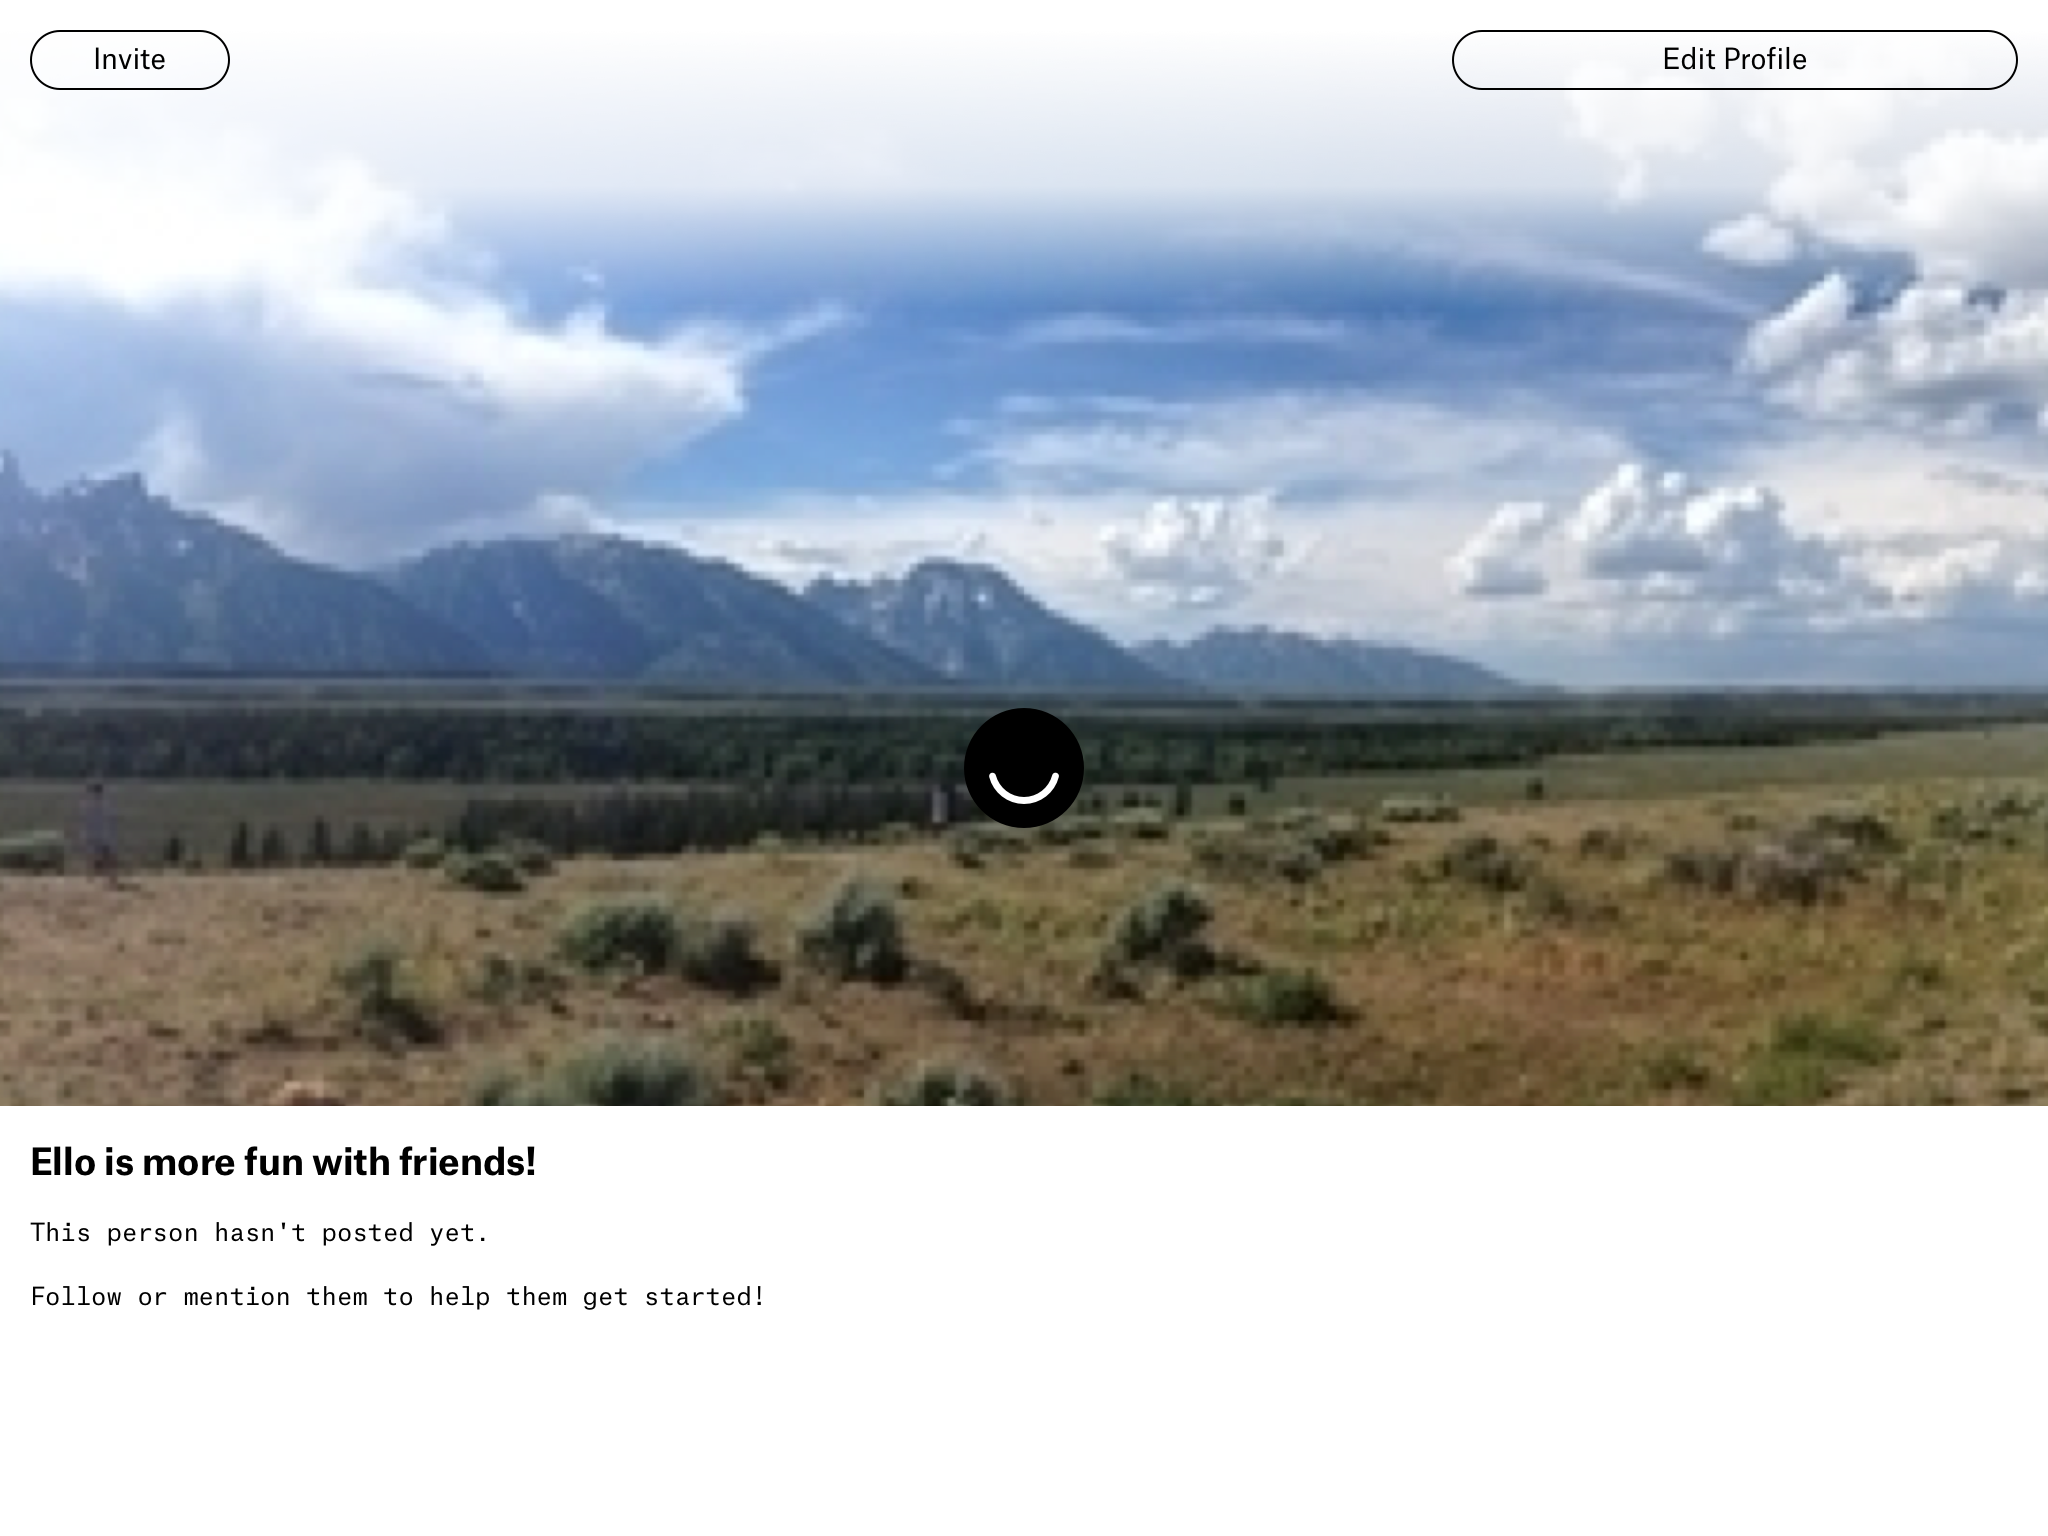 Invite
Edit Profile
Ello is more fun with friends!
This person hasn't posted yet.
Follow or mention them to help them get started!